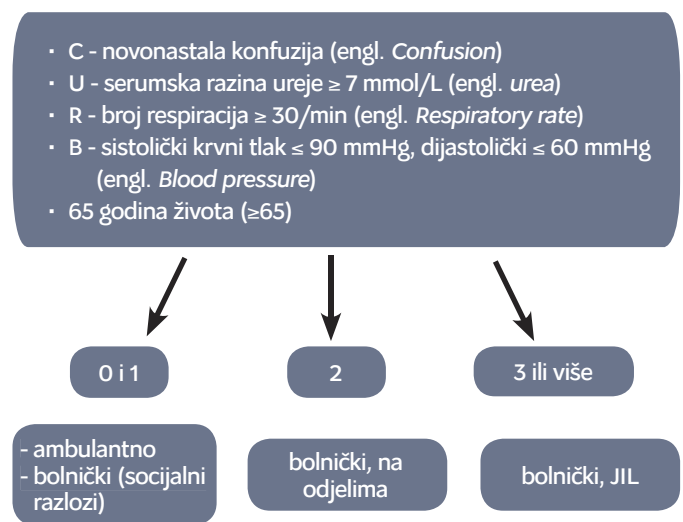 · C - novonastala konfuzija (engl. Confusion)
· U - serumska razina ureje ≥ 7 mmol/L (engl. urea)
· R - broj respiracija ≥ 30/min (engl. Respiratory rate)
· B - sistolički krvni tlak ≤ 90 mmHg, dijastolički ≤ 60 mmHg
(engl. Blood pressure)
· 65 godina života (≥65)
0 i 1
2
3 ili više
- ambulantno
- bolnički (socijalni
razlozi)
bolnički, na
odjelima
bolnički, JIL